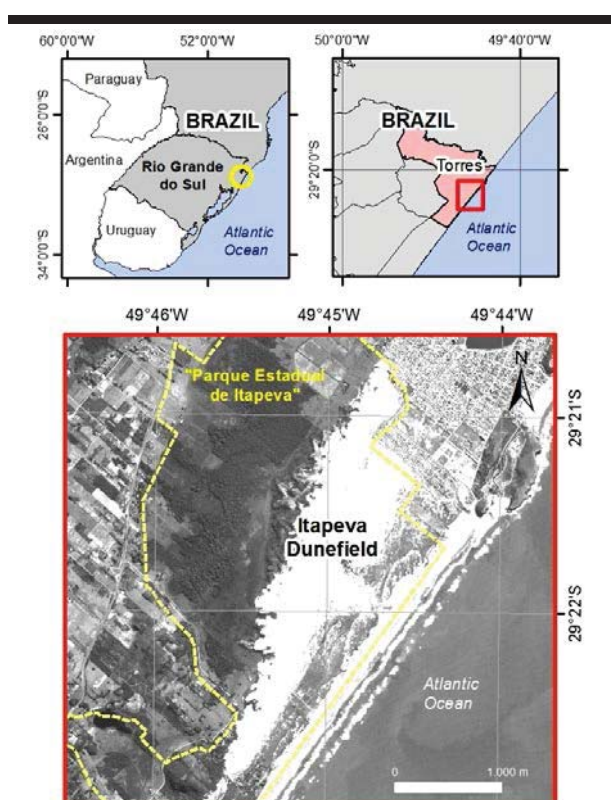 60°0'0"W
52°0'0"W
26°0'0"S
34°0'0"S
Paraguay
BRAZIL
Argentina
Rio Grande
do Sul
Uruguay
Atlantic
Ocean
50°0'0"W
49°40'0"W
29°20'0"S
BRAZIL
Torres
Atlantic
Ocean
49°46'W
49°45'W
49°44'W
29°21'S
29°22'S
"Parque Estadual
de Itapeva"
N
Itapeva
Dunefield
Atlantic
Ocean
0
1.000 m